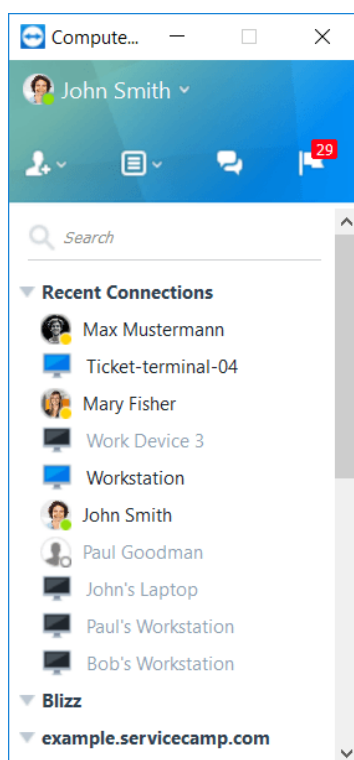 Compute...
John Smith
29
Search
Recent Connections
Max Mustermann
Ticket-terminal-04
Mary Fisher
Work Device 3
Workstation
John Smith
Paul Goodman
John's Laptop
Paul's Workstation
Bob's Workstation
Blizz
example.servicecamp.com